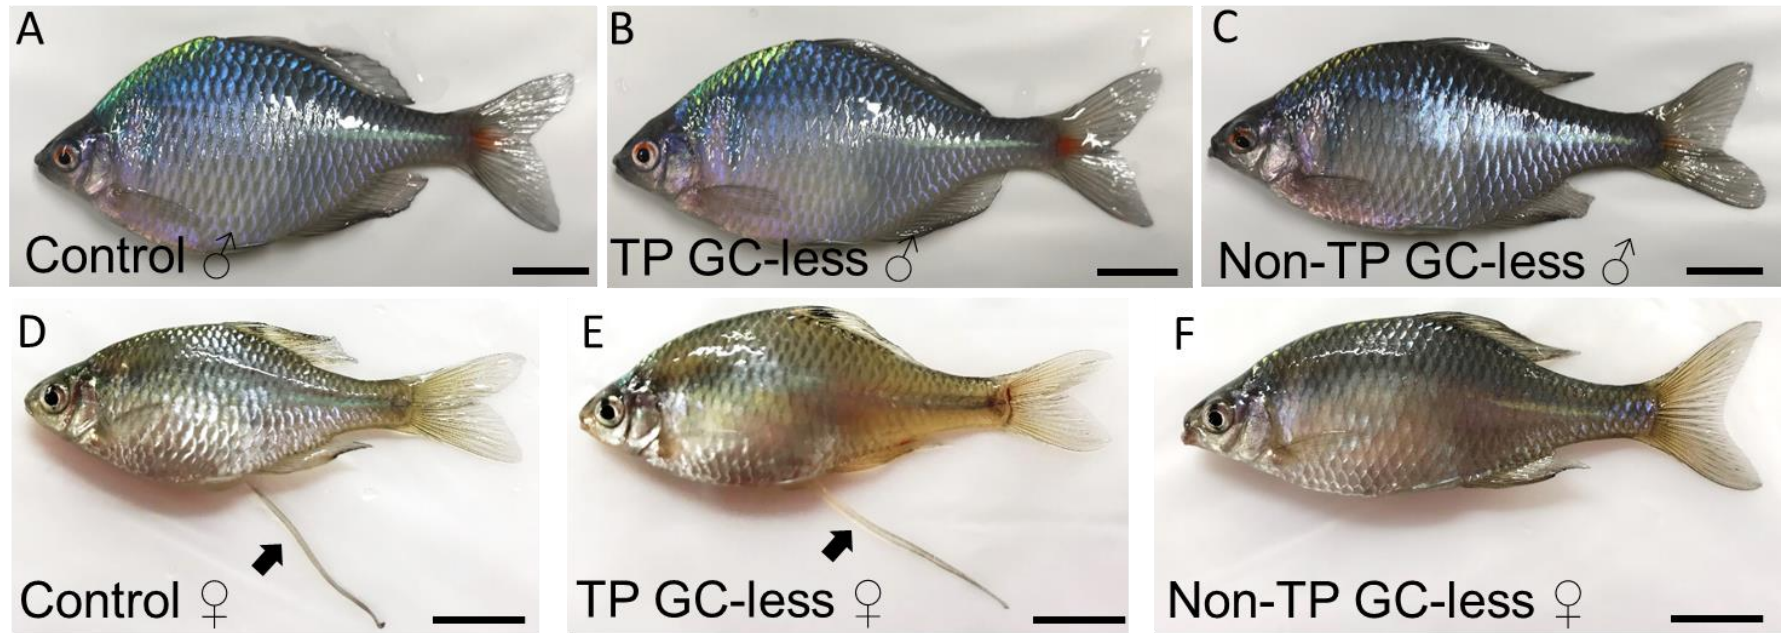 A
B
C
Control ♂
TP GC-less ♂
Non-TP GC-less ♂
D
E
F
Control ♀
TP GC-less ♀
Non-TP GC-less ♀